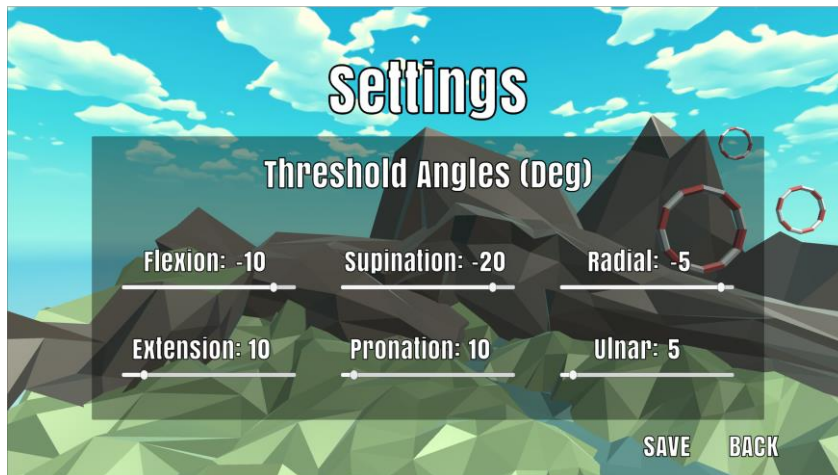 Settings
Threshold Angles (Deg)
Flexion: -10 Supination: -20 Radial: -5
Extension: 10 Pronation: 10 Ulnar: 5
SAVE BACK